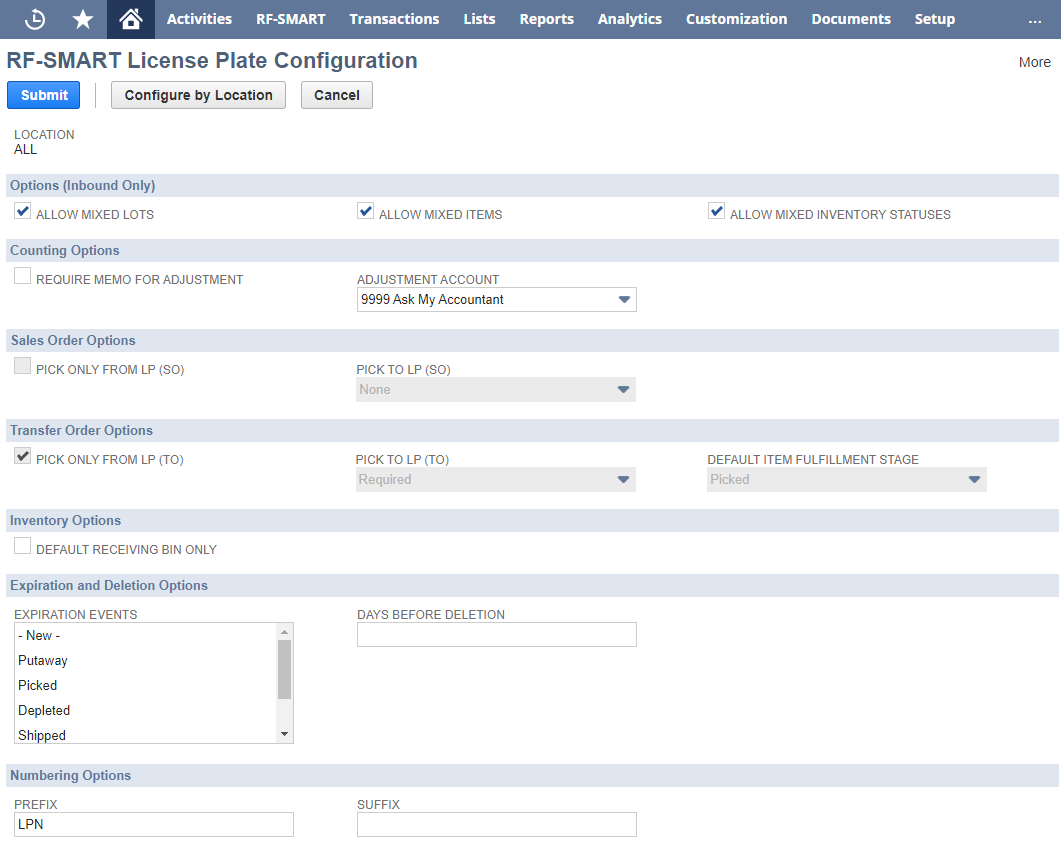 Activities RF-SMART Transactions Lists Reports Analytics Customization Documents Setup ...
RF-SMART License Plate Configuration More
Submit Configure by Location Cancel
LOCATION
ALL
Options (Inbound Only)
ALLOW MIXED LOTS ALLOW MIXED ITEMS ALLOW MIXED INVENTORY STATUSES
Counting Options
REQUIRE MEMO FOR ADJUSTMENT ADJUSTMENT ACCOUNT
9999 Ask My Accountant
Sales Order Options
PICK ONLY FROM LP (SO) PICK TO LP (SO)
None
Transfer Order Options
PICK ONLY FROM LP (TO) PICK TO LP (TO) DEFAULT ITEM FULFILLMENT STAGE
Required Picked
Inventory Options
DEFAULT RECEIVING BIN ONLY
Expiration and Deletion Options
EXPIRATION EVENTS DAYS BEFORE DELETION
- New -
Putaway
Picked
Depleted
Shipped
Numbering Options
PREFIX SUFFIX
LPN